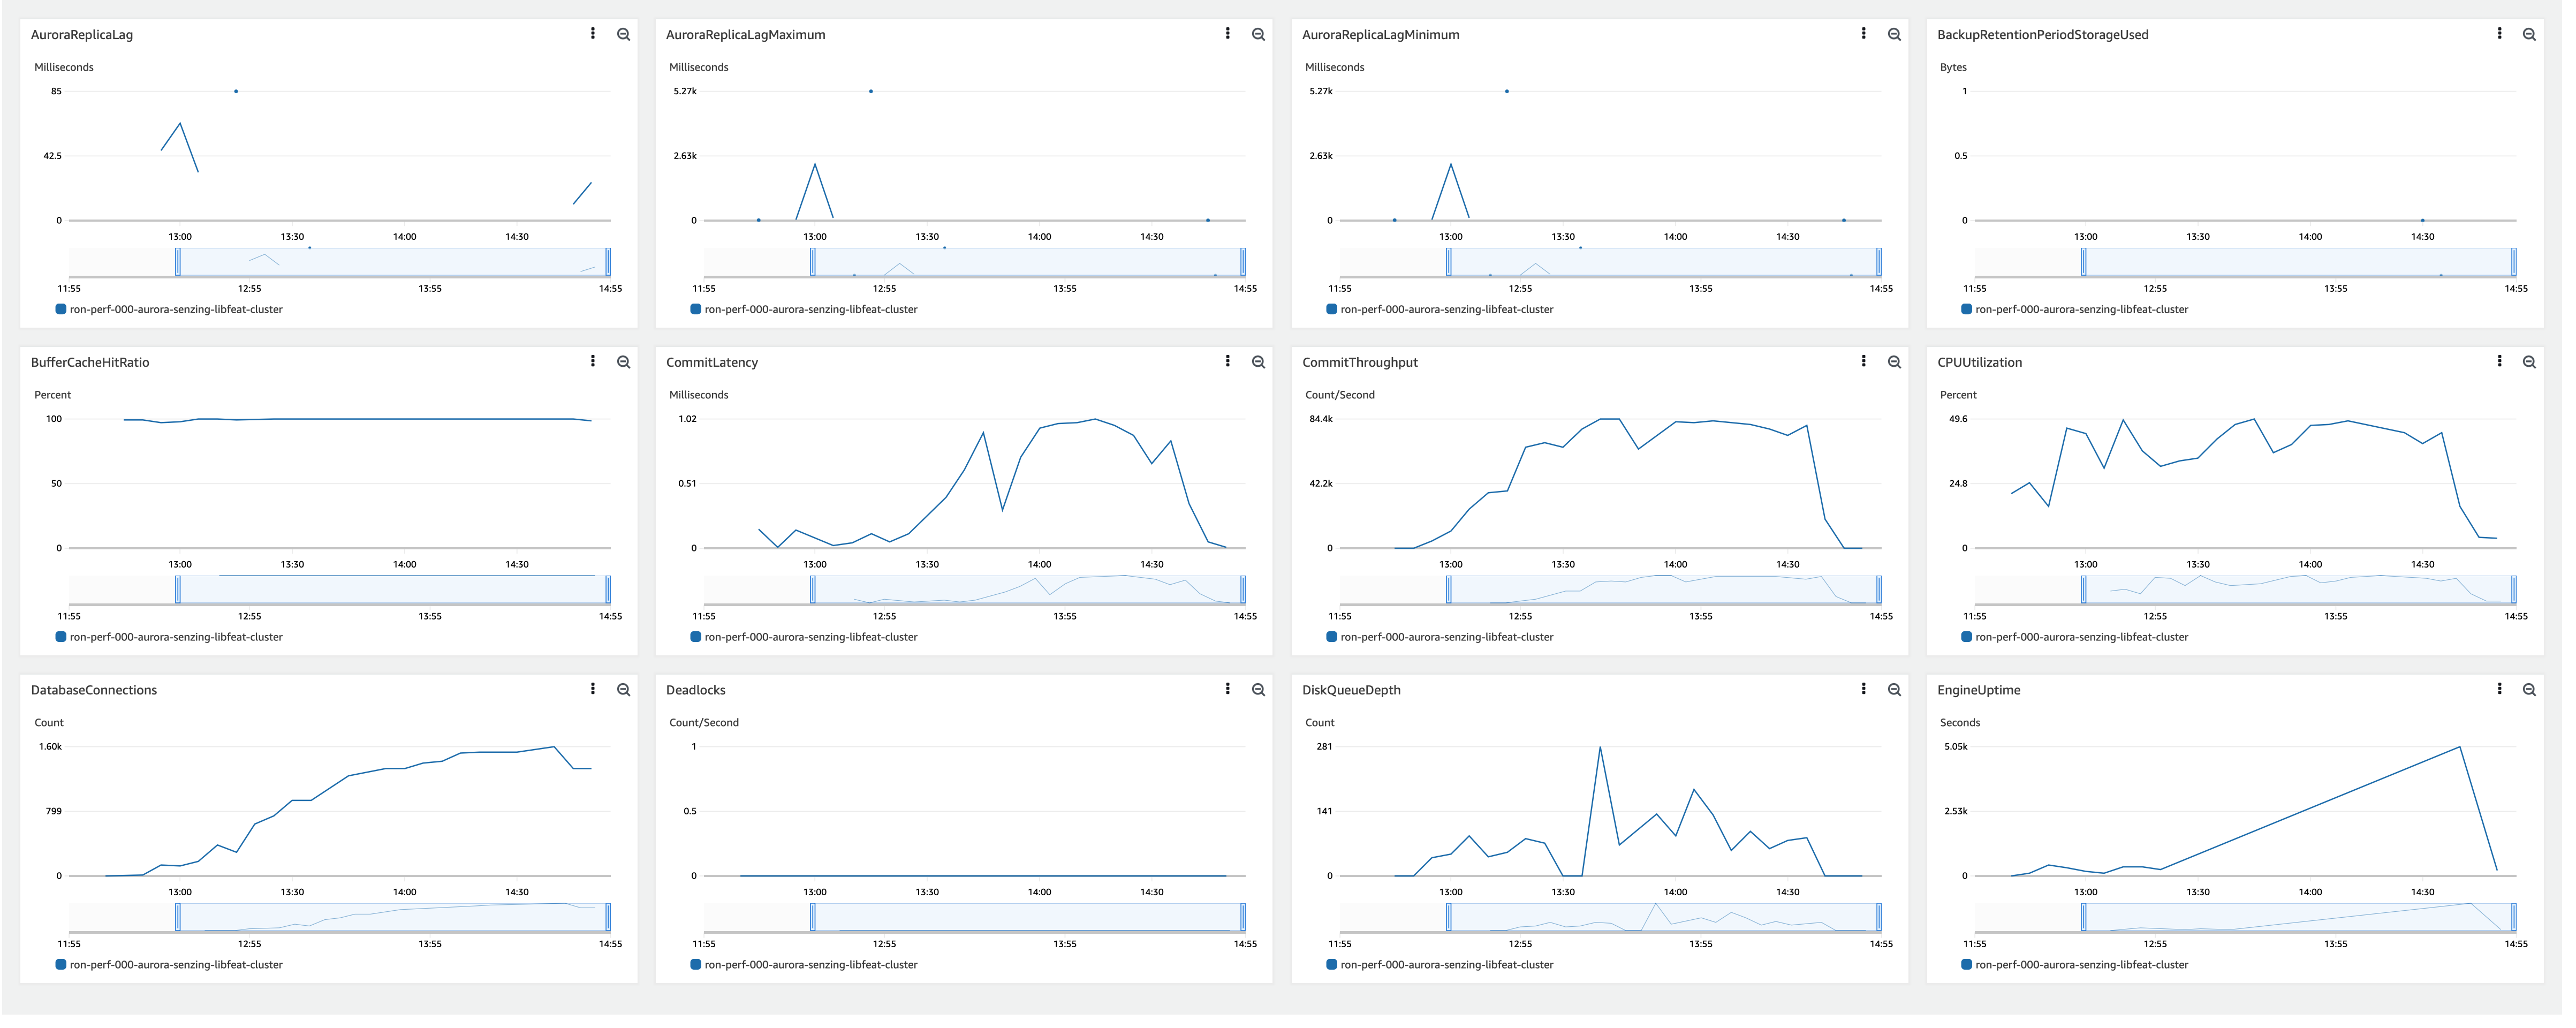 AuroraReplicaLag
Milliseconds
85
42.5
0
13:00 13:30 14:00 14:30
11:55 12:55 13:55 14:55
ron-perf-000-aurora-senzing-libfeat-cluster
AuroraReplicaLagMaximum
Milliseconds
5.27k
2.63k
0
13:00 13:30 14:00 14:30
11:55 12:55 13:55 14:55
ron-perf-000-aurora-senzing-libfeat-cluster
AuroraReplicaLagMinimum
Milliseconds
5.27k
2.63k
0
13:00 13:30 14:00 14:30
11:55 12:55 13:55 14:55
ron-perf-000-aurora-senzing-libfeat-cluster
BackupRetentionPeriodStorageUsed
Bytes
1
0.5
0
13:00 13:30 14:00 14:30
11:55 12:55 13:55 14:55
ron-perf-000-aurora-senzing-libfeat-cluster
BufferCacheHitRatio
Percent
100
50
0
13:00 13:30 14:00 14:30
11:55 12:55 13:55 14:55
ron-perf-000-aurora-senzing-libfeat-cluster
CommitLatency
Milliseconds
1.02
0.51
0
13:00 13:30 14:00 14:30
11:55 12:55 13:55 14:55
ron-perf-000-aurora-senzing-libfeat-cluster
CommitThroughput
Count/Second
84.4k
42.2k
0
13:00 13:30 14:00 14:30
11:55 12:55 13:55 14:55
ron-perf-000-aurora-senzing-libfeat-cluster
CPUUtilization
Percent
49.6
24.8
0
13:00 13:30 14:00 14:30
11:55 12:55 13:55 14:55
ron-perf-000-aurora-senzing-libfeat-cluster
DatabaseConnections
Count
1.60k
799
0
13:00 13:30 14:00 14:30
11:55 12:55 13:55 14:55
ron-perf-000-aurora-senzing-libfeat-cluster
Deadlocks
Count/Second
1
0.5
0
13:00 13:30 14:00 14:30
11:55 12:55 13:55 14:55
ron-perf-000-aurora-senzing-libfeat-cluster
DiskQueueDepth
Count
281
141
0
13:00 13:30 14:00 14:30
11:55 12:55 13:55 14:55
ron-perf-000-aurora-senzing-libfeat-cluster
EngineUptime
Seconds
5.05k
2.53k
0
13:00 13:30 14:00 14:30
11:55 12:55 13:55 14:55
ron-perf-000-aurora-senzing-libfeat-cluster